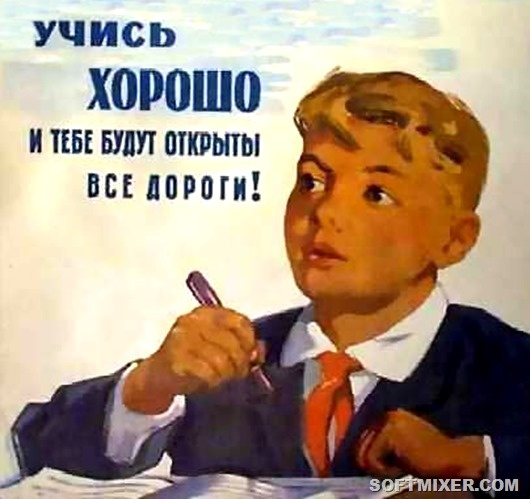 УЧИСЬ
ХОРОШО
И ТЕБЕ БУДУТ ОТКРЫТЫ
ВСЕ ДОРОГИ!
SOFTMIXER.COM